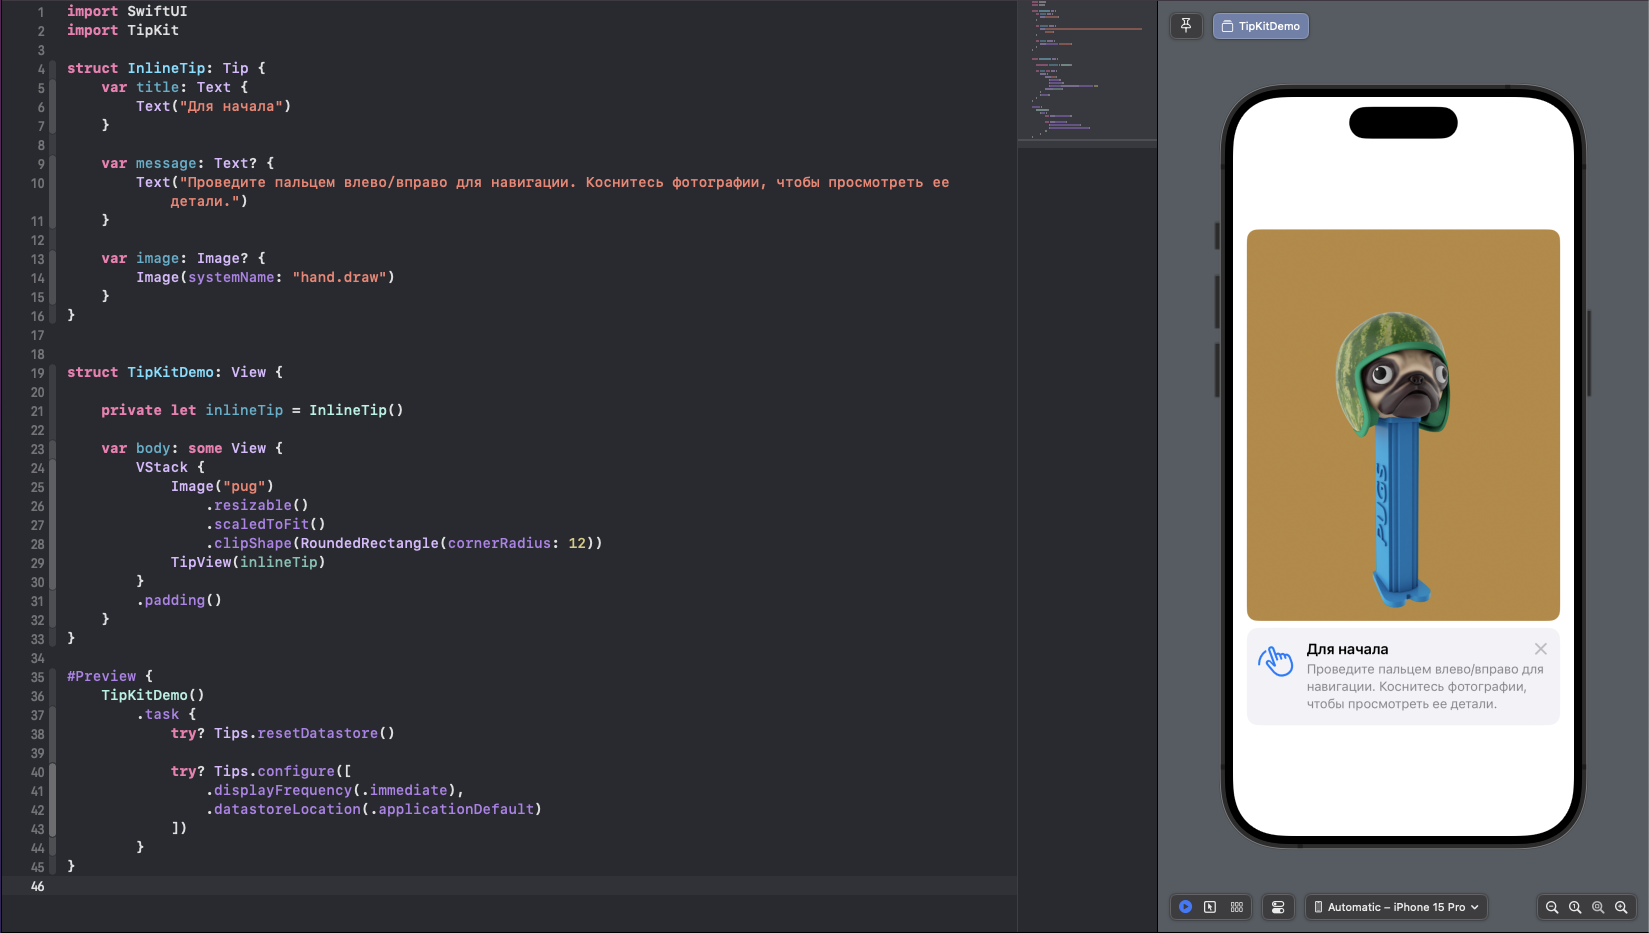 1 import SwiftUI
2 import TipKit
3
4 struct InlineTip: Tip {
5 var title: Text {
6 Text("Для начала")
7 }
8
9 var message: Text? {
10 Text("Проведите пальцем влево/вправо для навигации. Коснитесь фотографии, чтобы просмотреть ее
детали.")
11 }
12
13 var image: Image? {
14 Image(systemName: "hand.draw")
15 }
16 }
17
18
19 struct TipKitDemo: View {
20
21 private let inlineTip = InlineTip()
22
23 var body: some View {
24 VStack {
25 Image("pug")
26 .resizable()
27 .scaledToFit()
28 .clipShape(RoundedRectangle(cornerRadius: 12))
29 TipView(inlineTip)
30 }
31 .padding()
32 }
33 }
34
35 #Preview {
36 TipKitDemo()
37 .task {
38 try? Tips.resetDatastore()
39
40 try? Tips.configure([
41 .displayFrequency(.immediate),
42 .datastoreLocation(.applicationDefault)
43 ])
44 }
45 }
46
TipKitDemo
PUGS
Для начала
Проведите пальцем влево/вправо для
навигации. Коснитесь фотографии,
чтобы просмотреть ее детали.
Automatic – iPhone 15 Pro